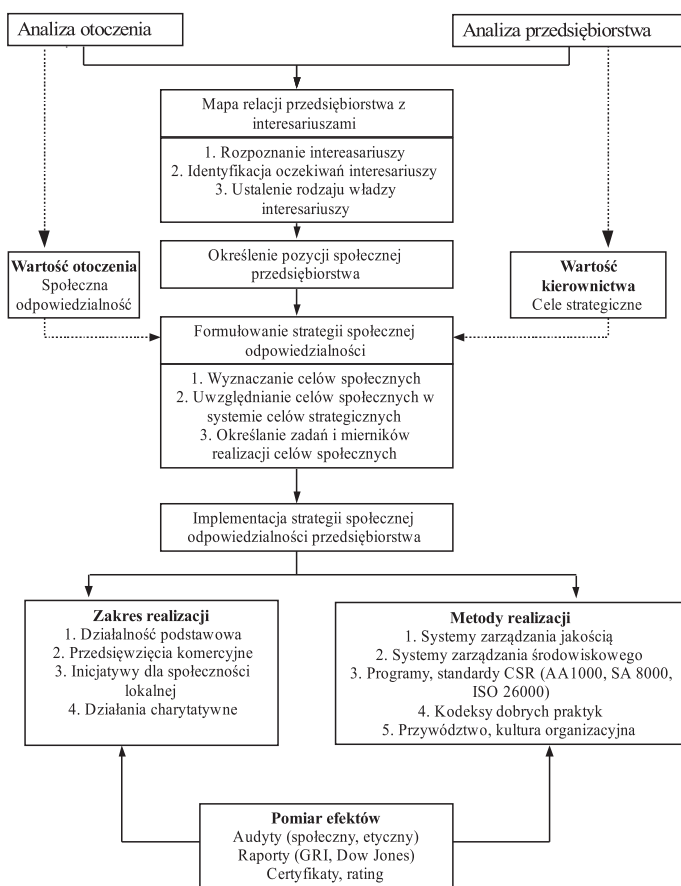 Analiza otoczenia
Analiza przedsiębiorstwa
Mapa relacji przedsiębiorstwa z
interesariuszami
1. Rozpoznanie intereasariuszy
2. Identyfikacja oczekiwań interesariuszy
3. Ustalenie rodzaju władzy
interesariuszy
Określenie pozycji społecznej
przedsiębiorstwa
Wartość otoczenia
Społeczna
odpowiedzialność
Wartość
kierownictwa
Cele strategiczne
Formułowanie strategii społecznej
odpowiedzialności
1. Wyznaczanie celów społecznych
2. Uwzględnianie celów społecznych w
systemie celów strategicznych
3. Określanie zadań i mierników
realizacji celów społecznych
Implementacja strategii społecznej
odpowiedzialności przedsiębiorstwa
Zakres realizacji
1. Działalność podstawowa
2. Przedsięwzięcia komercyjne
3. Inicjatywy dla społeczności
lokalnej
4. Działania charytatywne
Metody realizacji
1. Systemy zarządzania jakością
2. Systemy zarządzania środowiskowego
3. Programy, standardy CSR (AA1000, SA 8000,
ISO 26000)
4. Kodeksy dobrych praktyk
5. Przywództwo, kultura organizacyjna
Pomiar efektów
Audyty (społeczny, etyczny)
Raporty (GRI, Dow Jones)
Certyfikaty, rating